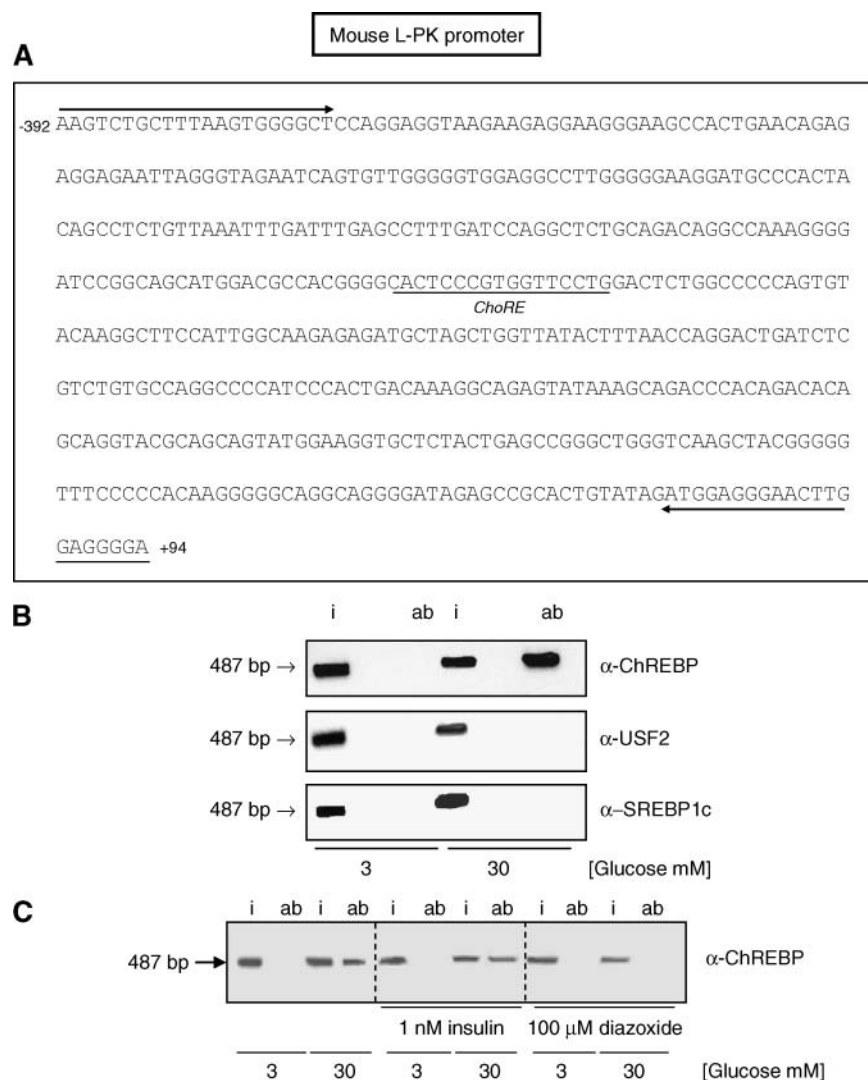 Mouse L-PK promoter
A
-392 AAGTCTGCTTTAAGTGGGGCTCCAGGAGGTAAGAAGAGGAAGGGAAGCCACTGAACAGAG
AGGAGAATTAGGGTAGAATCAGTGTTGGGGGTGGAGGCCTTGGGGGAAGGATGCCCACTA
CAGCCTCTGTTAAATTTGATTTGAGCCTTTGATCCAGGCTCTGCAGACAGGCCAAAGGGG
ATCCGGCAGCATGGACGCCACGGGGCACTCCCGTGGTTCCTGGACTCTGGCCCCCAGTGT
ChoRE
ACAAGGCTTCCATTGGCAAGAGAGATGCTAGCTGGTTATACTTTAACCAGGACTGATCTC
GTCTGTGCCAGGCCCCATCCCACTGACAAAGGCAGAGTATAAAGCAGACCCACAGACACA
GCAGGTACGCAGCAGTATGGAAGGTGCTCTACTGAGCCGGGCTGGGTCAAGCTACGGGGG
TTTCCCCCACAAGGGGGCAGGCAGGGGATAGAGCCGCACTGTATAGATGGAGGGAACTTG
GAGGGGA +94
B
i ab i ab
487 bp → α-ChREBP
487 bp → α-USF2
487 bp → α–SREBP1c
3 30 [Glucose mM]
C
i ab i ab i ab i ab i ab i ab
487 bp α-ChREBP
1 nM insulin 100 µM diazoxide
3 30 3 30 3 30 [Glucose mM]